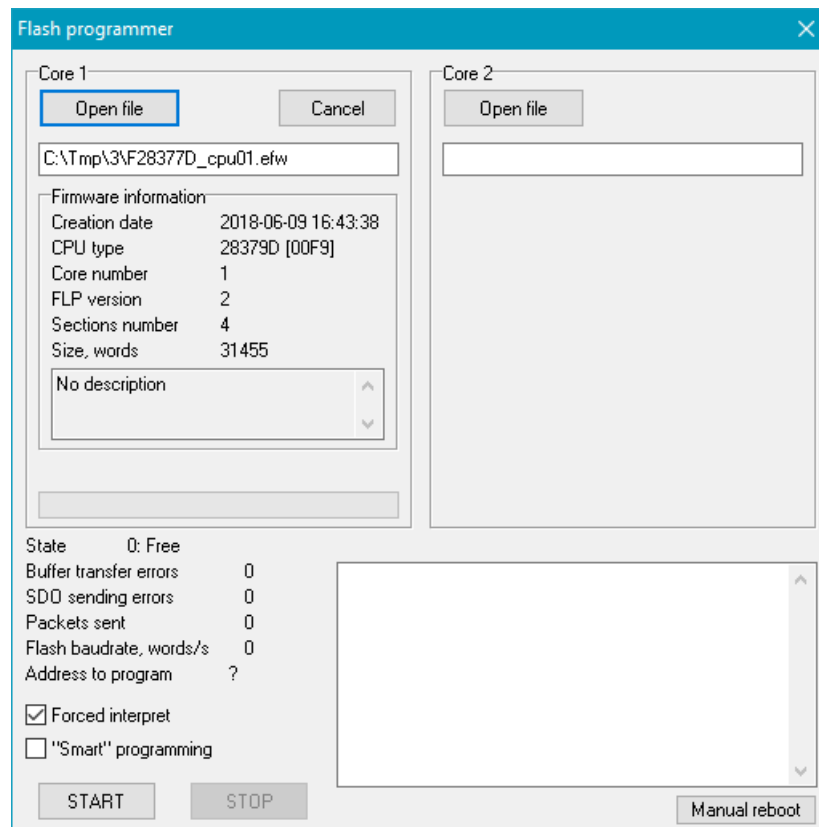 Flash programmer
Core 1
Open file Cancel
C:\Tmp\3\F28377D_cpu01.efw
Firmware information
Creation date 2018-06-09 16:43:38
CPU type 28379D [00F9]
Core number 1
FLP version 2
Sections number 4
Size, words 31455
No description
Core 2
Open file
State 0: Free
Buffer transfer errors 0
SDO sending errors 0
Packets sent 0
Flash baudrate, words/s 0
Address to program ?
Forced interpret
"Smart" programming
START STOP
Manual reboot